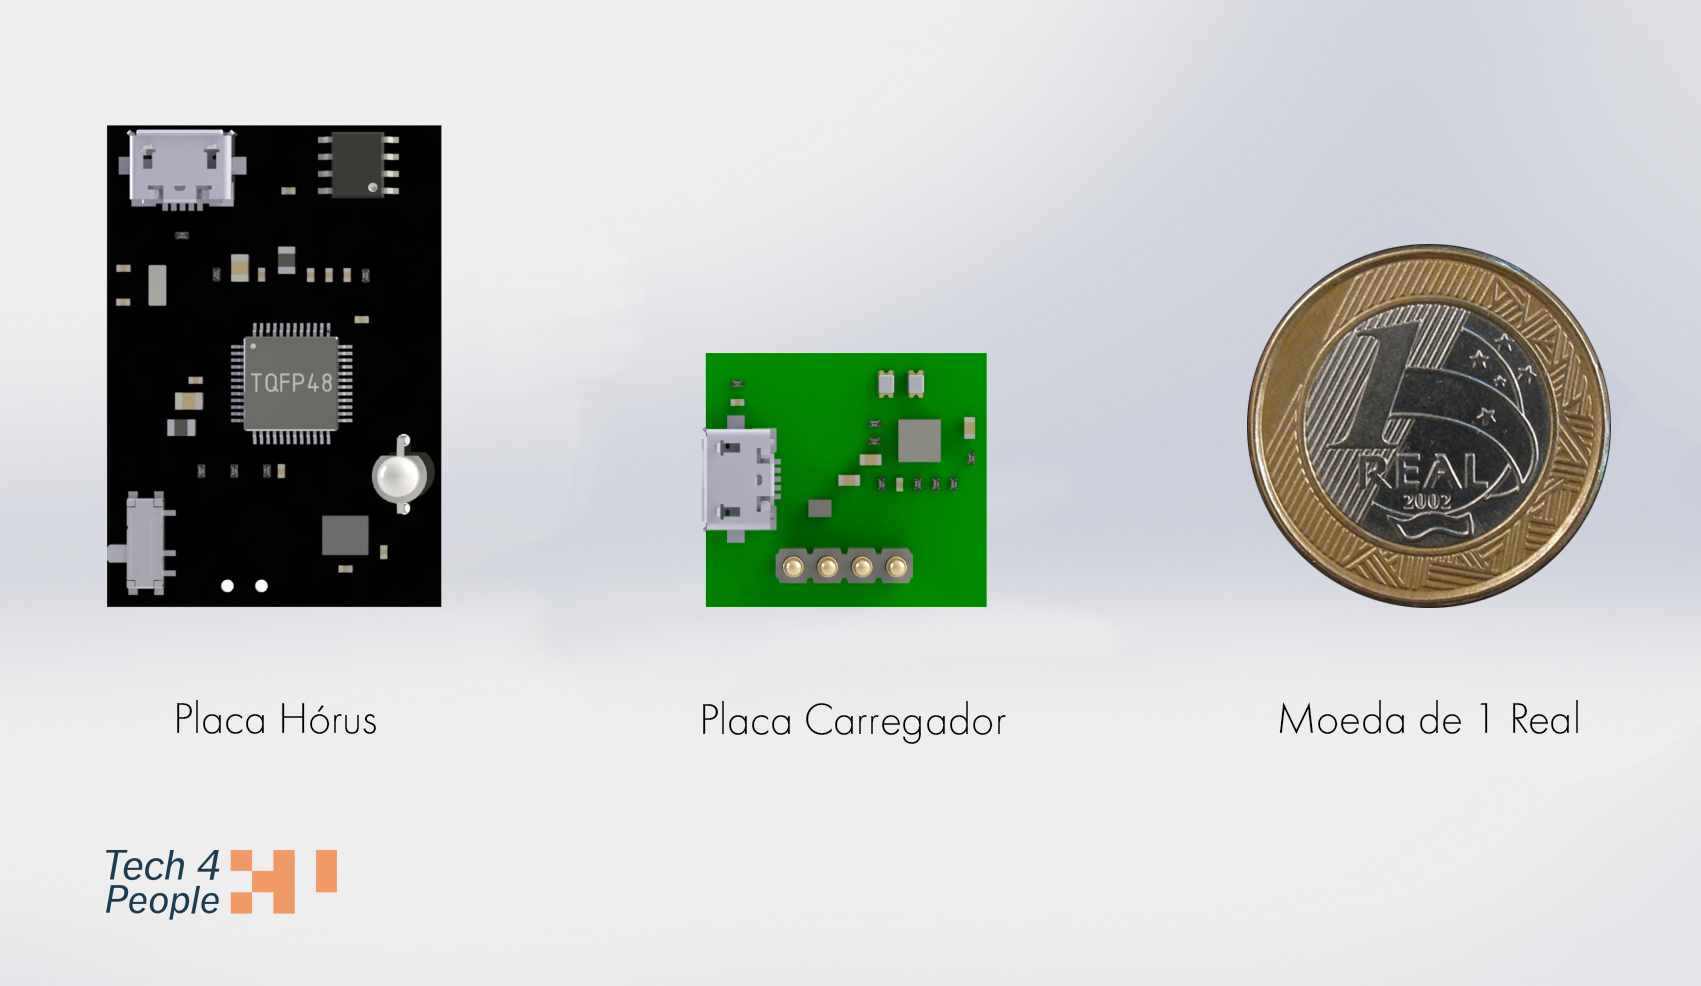 TQFP48
1
REAL
2002
Placa Hórus
Placa Carregador
Moeda de 1 Real
Tech 4
People